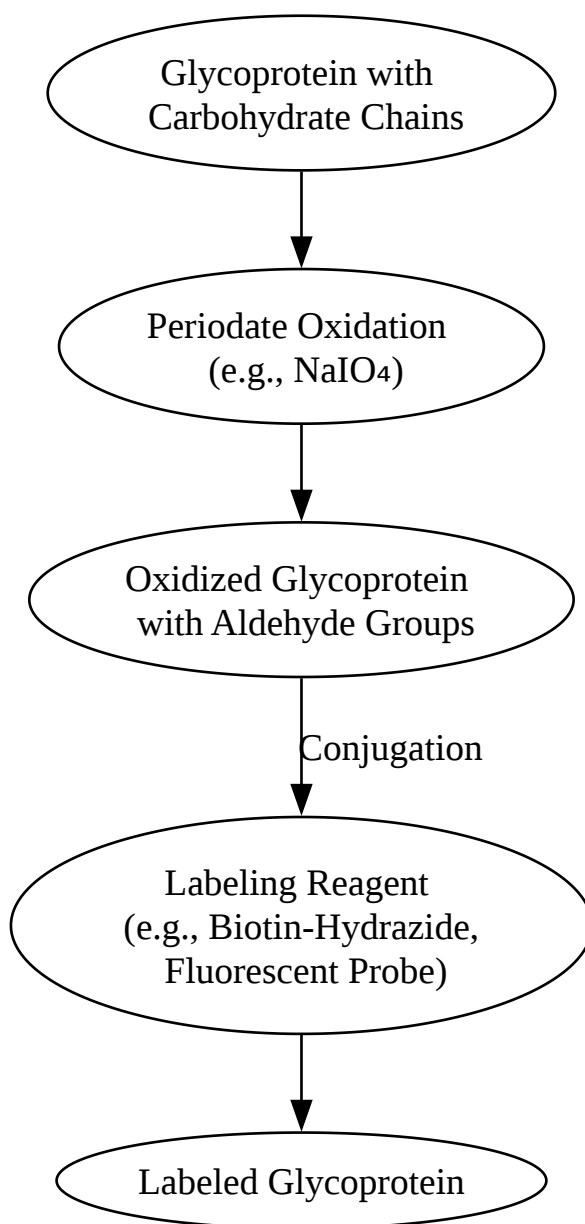 Glycoprotein with
Carbohydrate Chains
Periodate Oxidation
(e.g., NaIO₄)
Oxidized Glycoprotein
with Aldehyde Groups
Conjugation
Labeling Reagent
(e.g., Biotin-Hydrazide,
Fluorescent Probe)
Labeled Glycoprotein